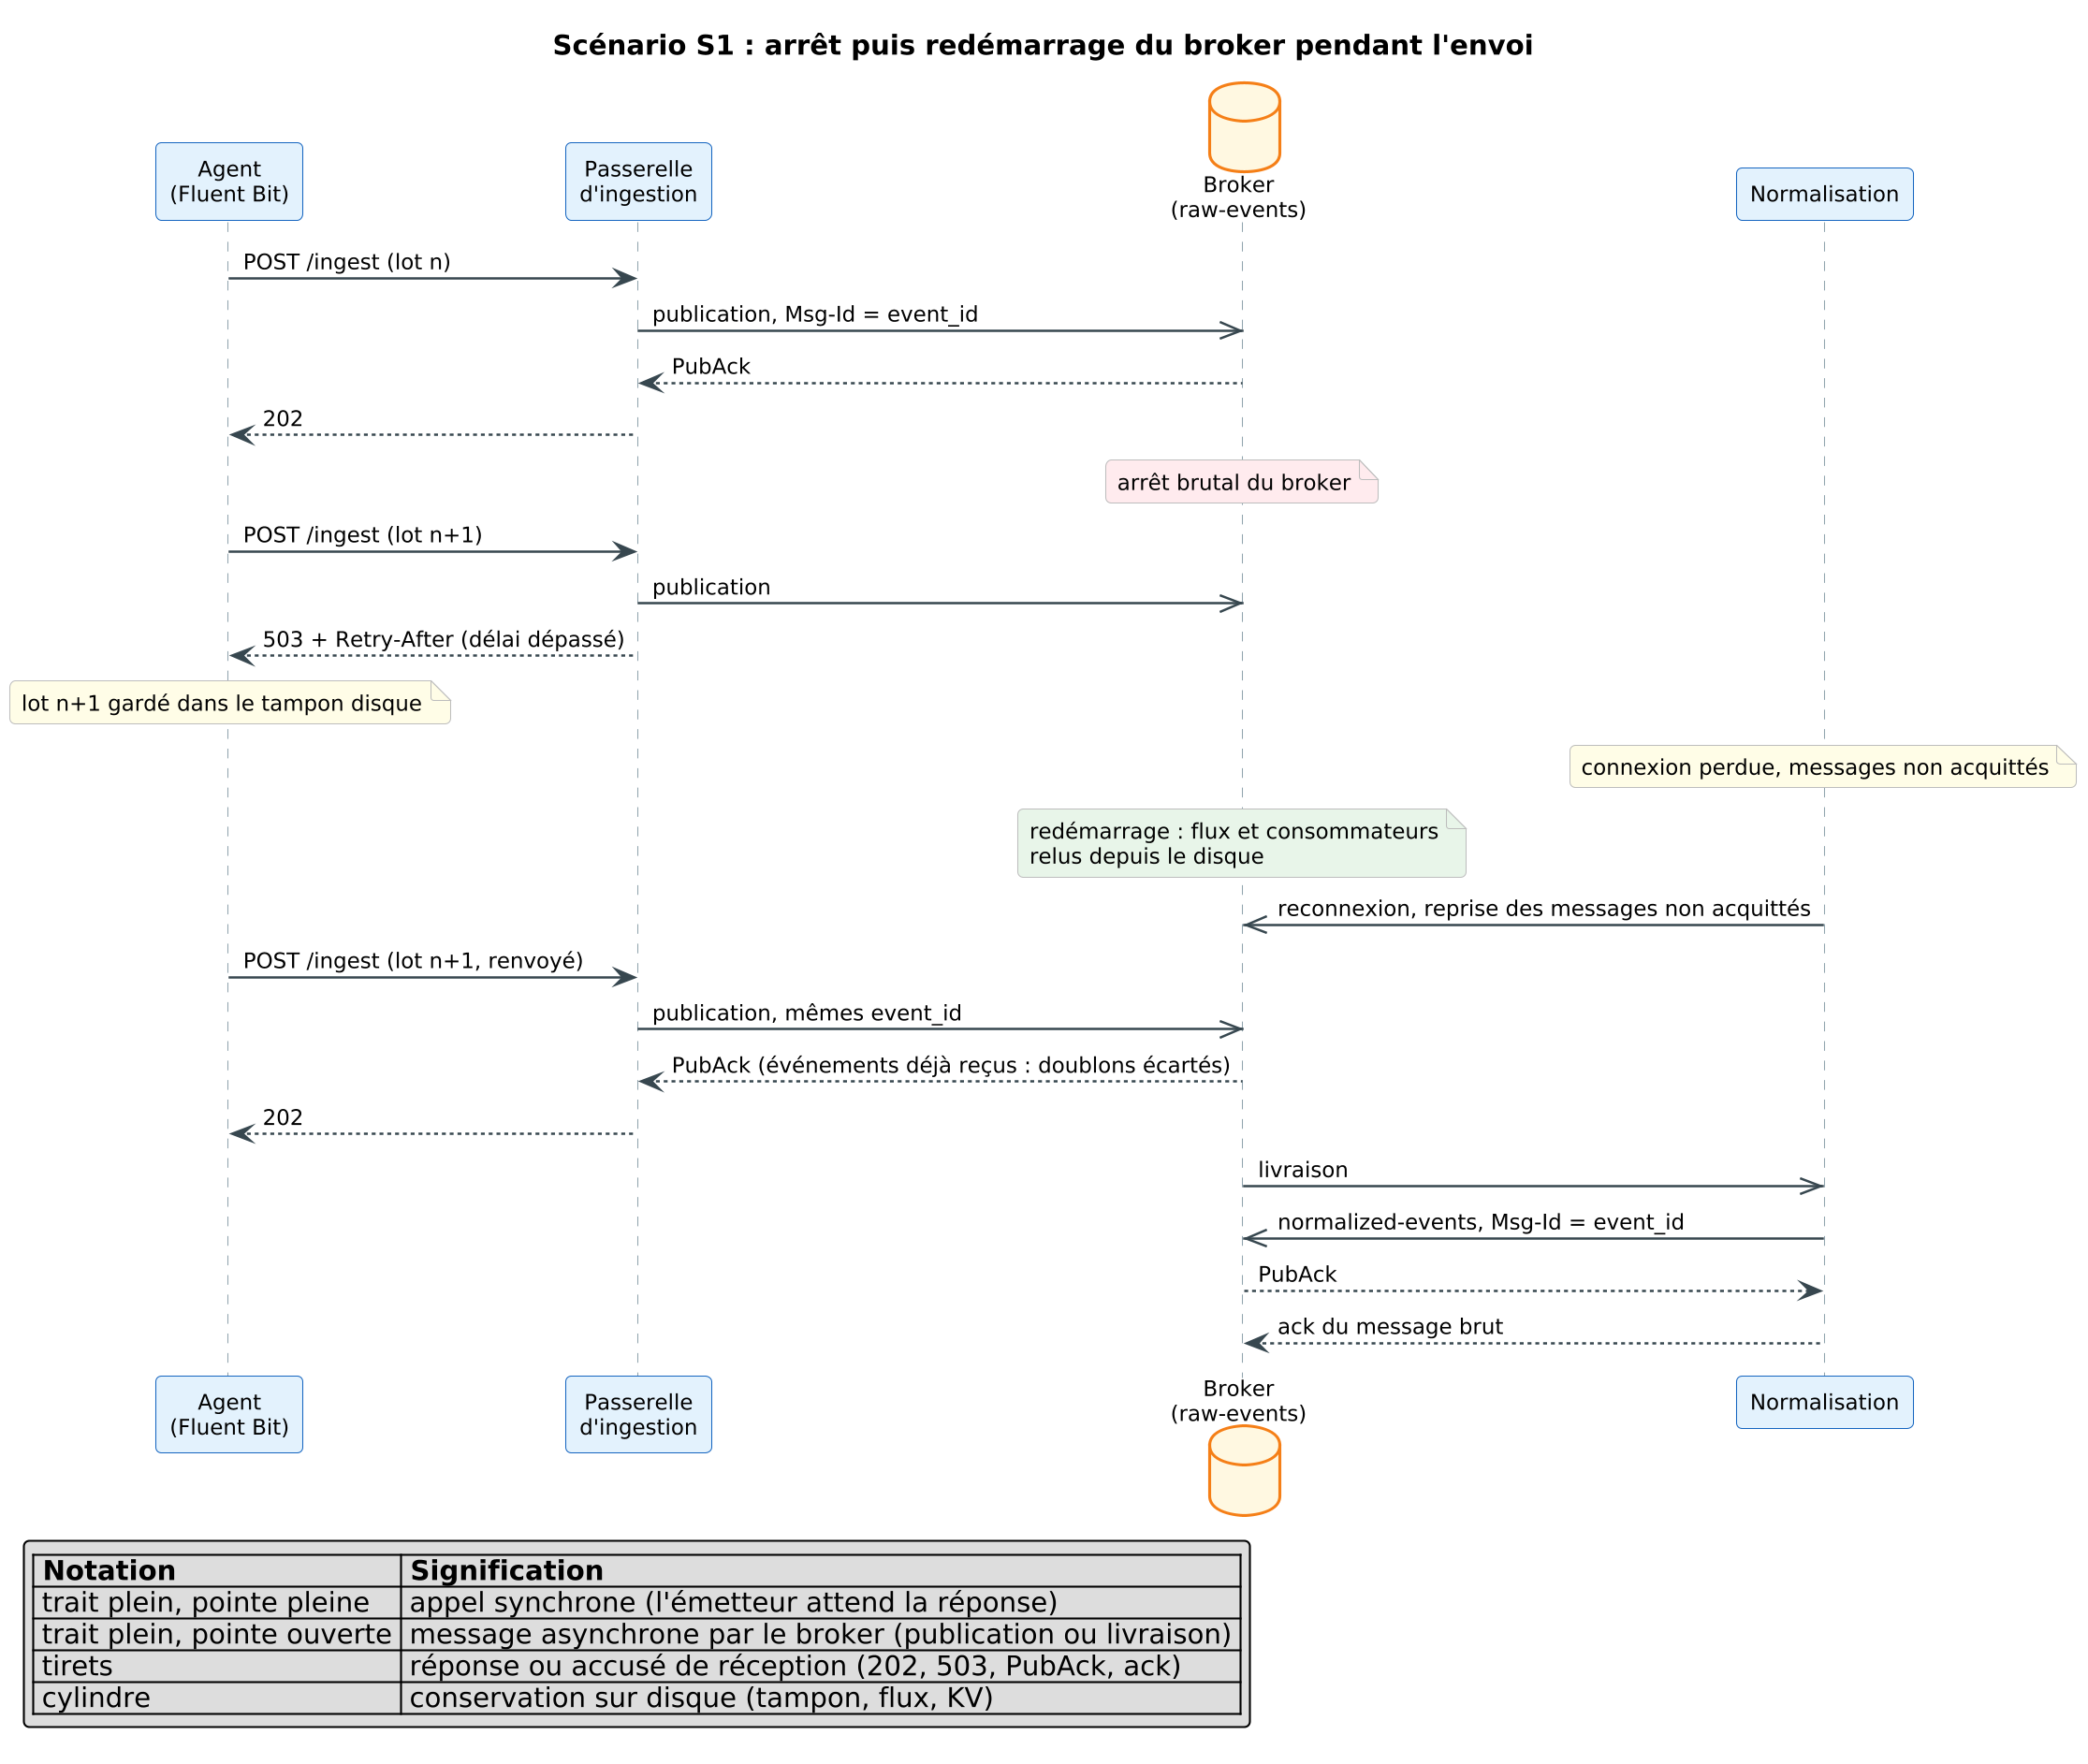 Scénario S1 : arrêt puis redémarrage du broker pendant l'envoi
Agent
(Fluent Bit)
Passerelle
d'ingestion
Broker
(raw-events)
Normalisation
POST /ingest (lot n)
publication, Msg-Id = event_id
PubAck
202
arrêt brutal du broker
POST /ingest (lot n+1)
publication
503 + Retry-After (délai dépassé)
lot n+1 gardé dans le tampon disque
connexion perdue, messages non acquittés
redémarrage : flux et consommateurs
relus depuis le disque
reconnexion, reprise des messages non acquittés
POST /ingest (lot n+1, renvoyé)
publication, mêmes event_id
PubAck (événements déjà reçus : doublons écartés)
202
livraison
normalized-events, Msg-Id = event_id
PubAck
ack du message brut
Agent
(Fluent Bit)
Passerelle
d'ingestion
Broker
(raw-events)
Normalisation
Notation Signification
trait plein, pointe pleine appel synchrone (l'émetteur attend la réponse)
trait plein, pointe ouverte message asynchrone par le broker (publication ou livraison)
tirets réponse ou accusé de réception (202, 503, PubAck, ack)
cylindre conservation sur disque (tampon, flux, KV)